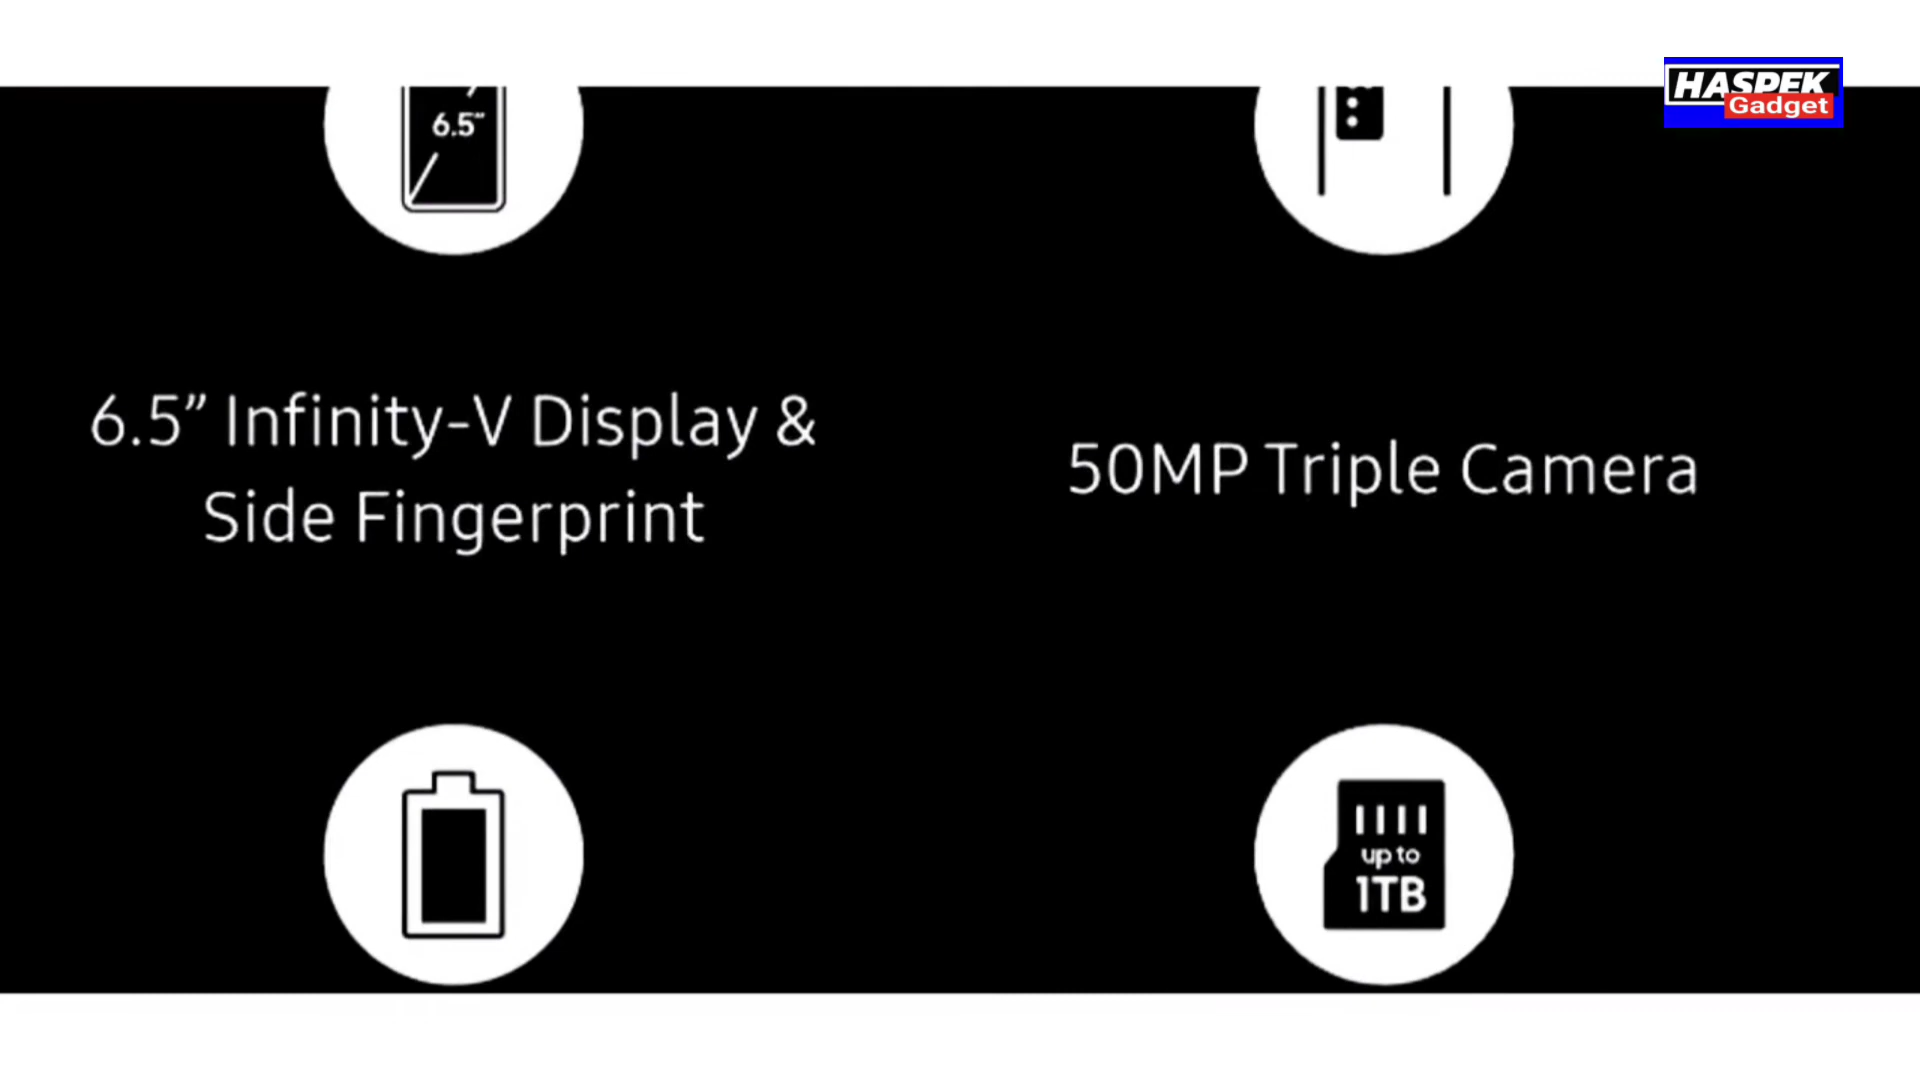 HASPEK
Gadget
6.5”
6.5” Infinity-V Display &
Side Fingerprint
50MP Triple Camera
up to
1TB